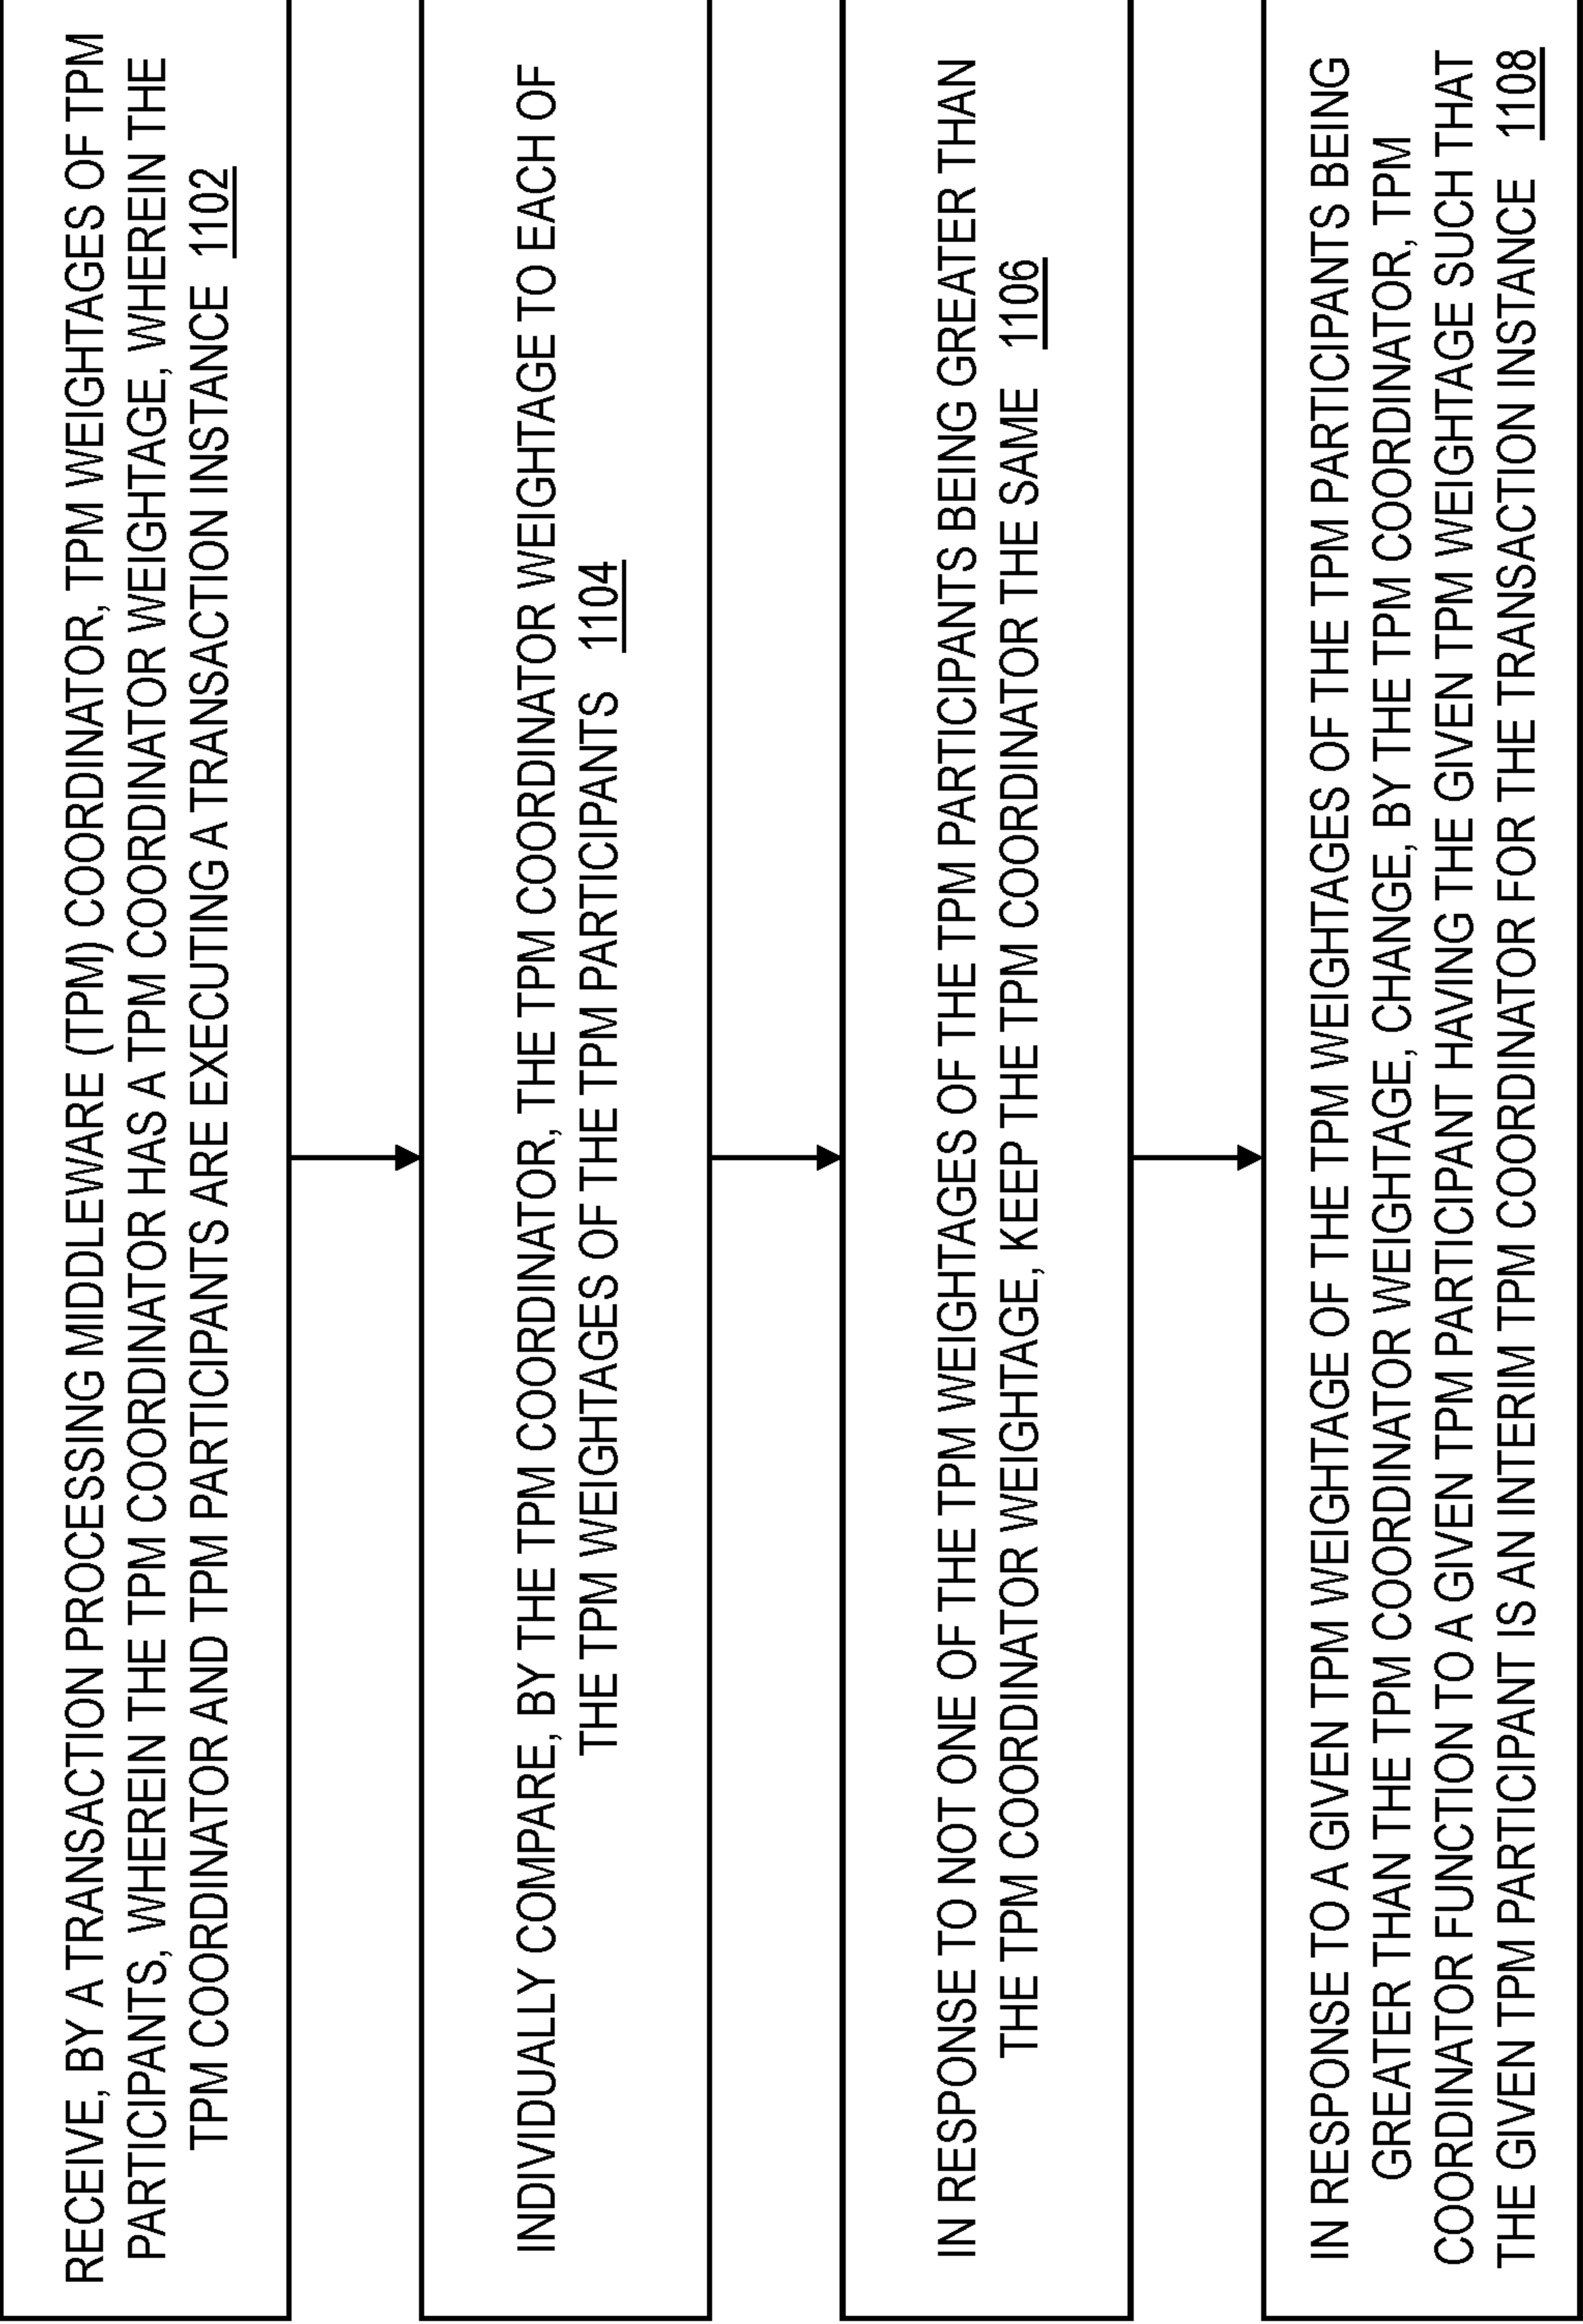 RECEIVE, BY A TRANSACTION PROCESSING MIDDLEWARE (TPM) COORDINATOR, TPM WEIGHTAGES OF TPM
PARTICIPANTS, WHEREIN THE TPM COORDINATOR HAS A TPM COORDINATOR WEIGHTAGE, WHEREIN THE
TPM COORDINATOR AND TPM PARTICIPANTS ARE EXECUTING A TRANSACTION INSTANCE 1102
INDIVIDUALLY COMPARE, BY THE TPM COORDINATOR, THE TPM COORDINATOR WEIGHTAGE TO EACH OF
THE TPM WEIGHTAGES OF THE TPM PARTICIPANTS 1104
IN RESPONSE TO NOT ONE OF THE TPM WEIGHTAGES OF THE TPM PARTICIPANTS BEING GREATER THAN
THE TPM COORDINATOR WEIGHTAGE, KEEP THE TPM COORDINATOR THE SAME 1106
IN RESPONSE TO A GIVEN TPM WEIGHTAGE OF THE TPM WEIGHTAGES OF THE TPM PARTICIPANTS BEING
GREATER THAN THE TPM COORDINATOR WEIGHTAGE, CHANGE, BY THE TPM COORDINATOR, TPM
COORDINATOR FUNCTION TO A GIVEN TPM PARTICIPANT HAVING THE GIVEN TPM WEIGHTAGE SUCH THAT
THE GIVEN TPM PARTICIPANT IS AN INTERIM TPM COORDINATOR FOR THE TRANSACTION INSTANCE 1108